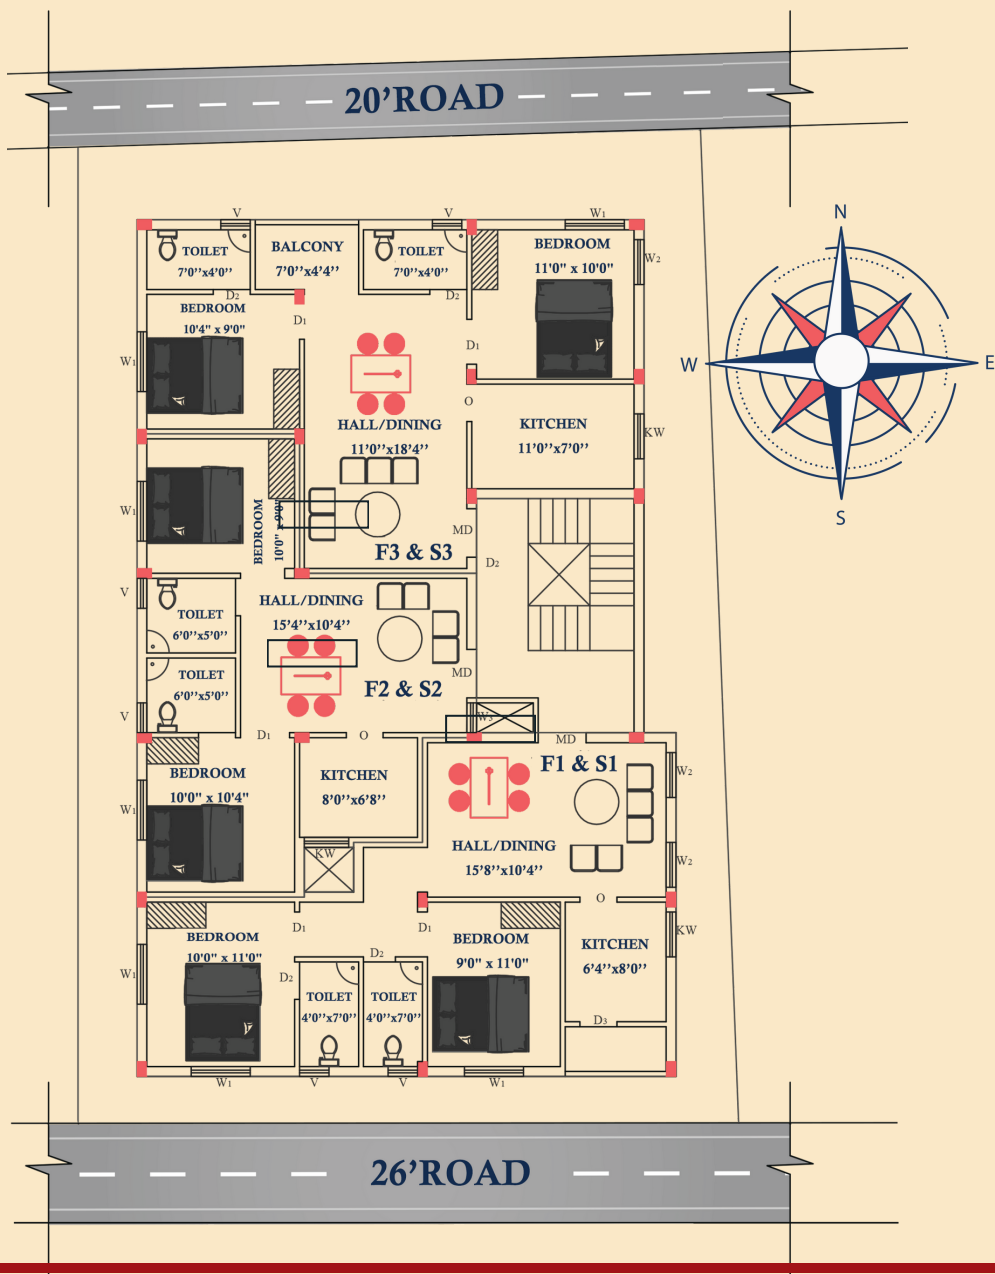 20’ROAD
N
W
E
S
V
V
W1
TOILET
7’0’’x4’0’’
BALCONY
7’0’’x4’4’’
TOILET
7’0’’x4’0’’
BEDROOM
11'0" x 10'0"
W2
D2
D2
BEDROOM
10'4" x 9'0"
D1
D1
W1
O
HALL/DINING
11’0’’x18’4’’
KITCHEN
11’0’’x7’0’’
KW
W1
BEDROOM
10'0" x 9'0"
MD
F3 & S3
D2
V
HALL/DINING
15’4’’x10’4’’
TOILET
6’0’’x5’0’’
TOILET
6’0’’x5’0’’
MD
F2 & S2
V
W3
D1
O
MD
BEDROOM
10'0" x 10'4"
KITCHEN
8’0’’x6’8’’
F1 & S1
W2
W1
KW
HALL/DINING
15’8’’x10’4’’
W2
O
D1
D1
BEDROOM
10'0" x 11'0"
D2
BEDROOM
9'0" x 11'0"
KITCHEN
6’4’’x8’0’’
KW
W1
D2
TOILET
4’0’’x7’0’’
TOILET
4’0’’x7’0’’
D3
W1
V
V
W1
26’ROAD